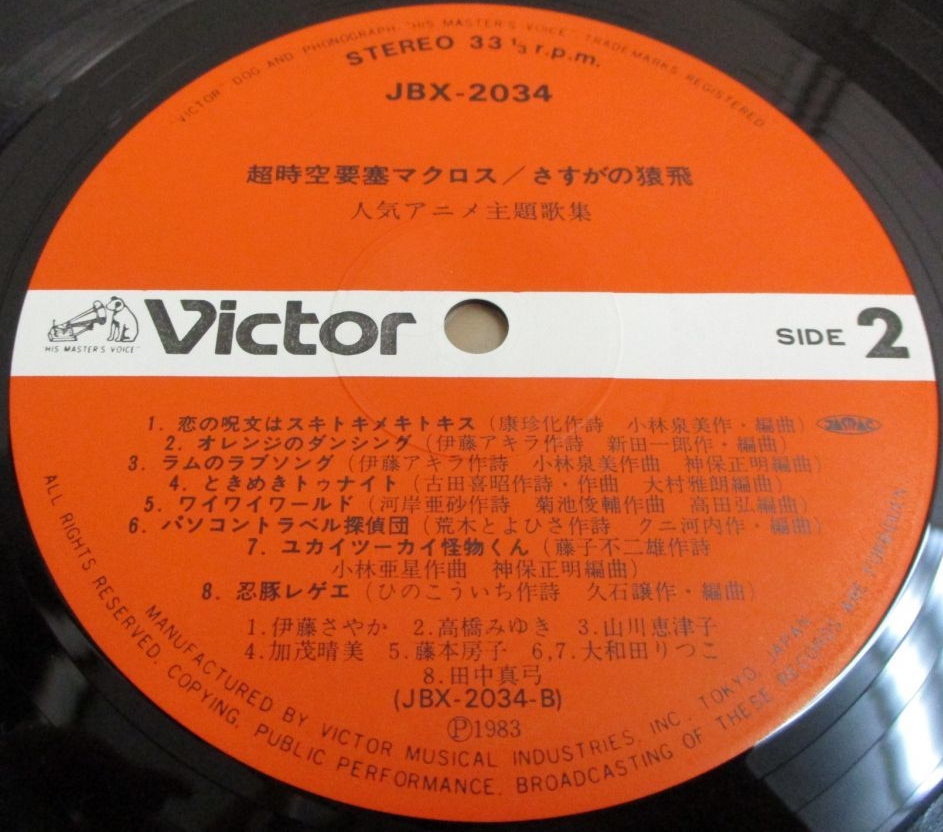 "VICTOR" DOG AND PHONOGRAPH "HIS MASTER'S VOICE" TRADEMARKS REGISTERED
STEREO 33 1/3 r.p.m.
JBX-2034
超時空要塞マクロス/さすがの猿飛
人気アニメ主題歌集
"HIS MASTER'S VOICE"
Victor
SIDE 2
1. 恋の呪文はスキトキメキトキス (康珍化作詩 小林泉美作・編曲) JASRAC
2. オレンジのダンシング (伊藤アキラ作詩 新田一郎作・編曲)
3. ラムのラブソング (伊藤アキラ作詩 小林泉美作曲 神保正明編曲)
4. ときめきトゥナイト (古田喜昭作詩・作曲 大村雅朗編曲)
5. ワイワイワールド (河岸亜砂作詩 菊池俊輔作曲 高田弘編曲)
6. パソコントラベル探偵団 (荒木とよひさ作詩 クニ河内作・編曲)
7. ユカイツーカイ怪物くん (藤子不二雄作詩
小林亜星作曲 神保正明編曲)
8. 忍豚レゲエ (ひのこういち作詩 久石譲作・編曲)
1.伊藤さやか 2.高橋みゆき 3.山川恵津子
4.加茂晴美 5.藤本房子 6,7.大和田りつこ
8.田中真弓
(JBX-2034-B)
Ⓟ1983
MANUFACTURED BY VICTOR MUSICAL INDUSTRIES, INC., TOKYO, JAPAN
ALL RIGHTS RESERVED. COPYING, PUBLIC PERFORMANCE, BROADCASTING OF THESE RECORDS ARE FORBIDDEN